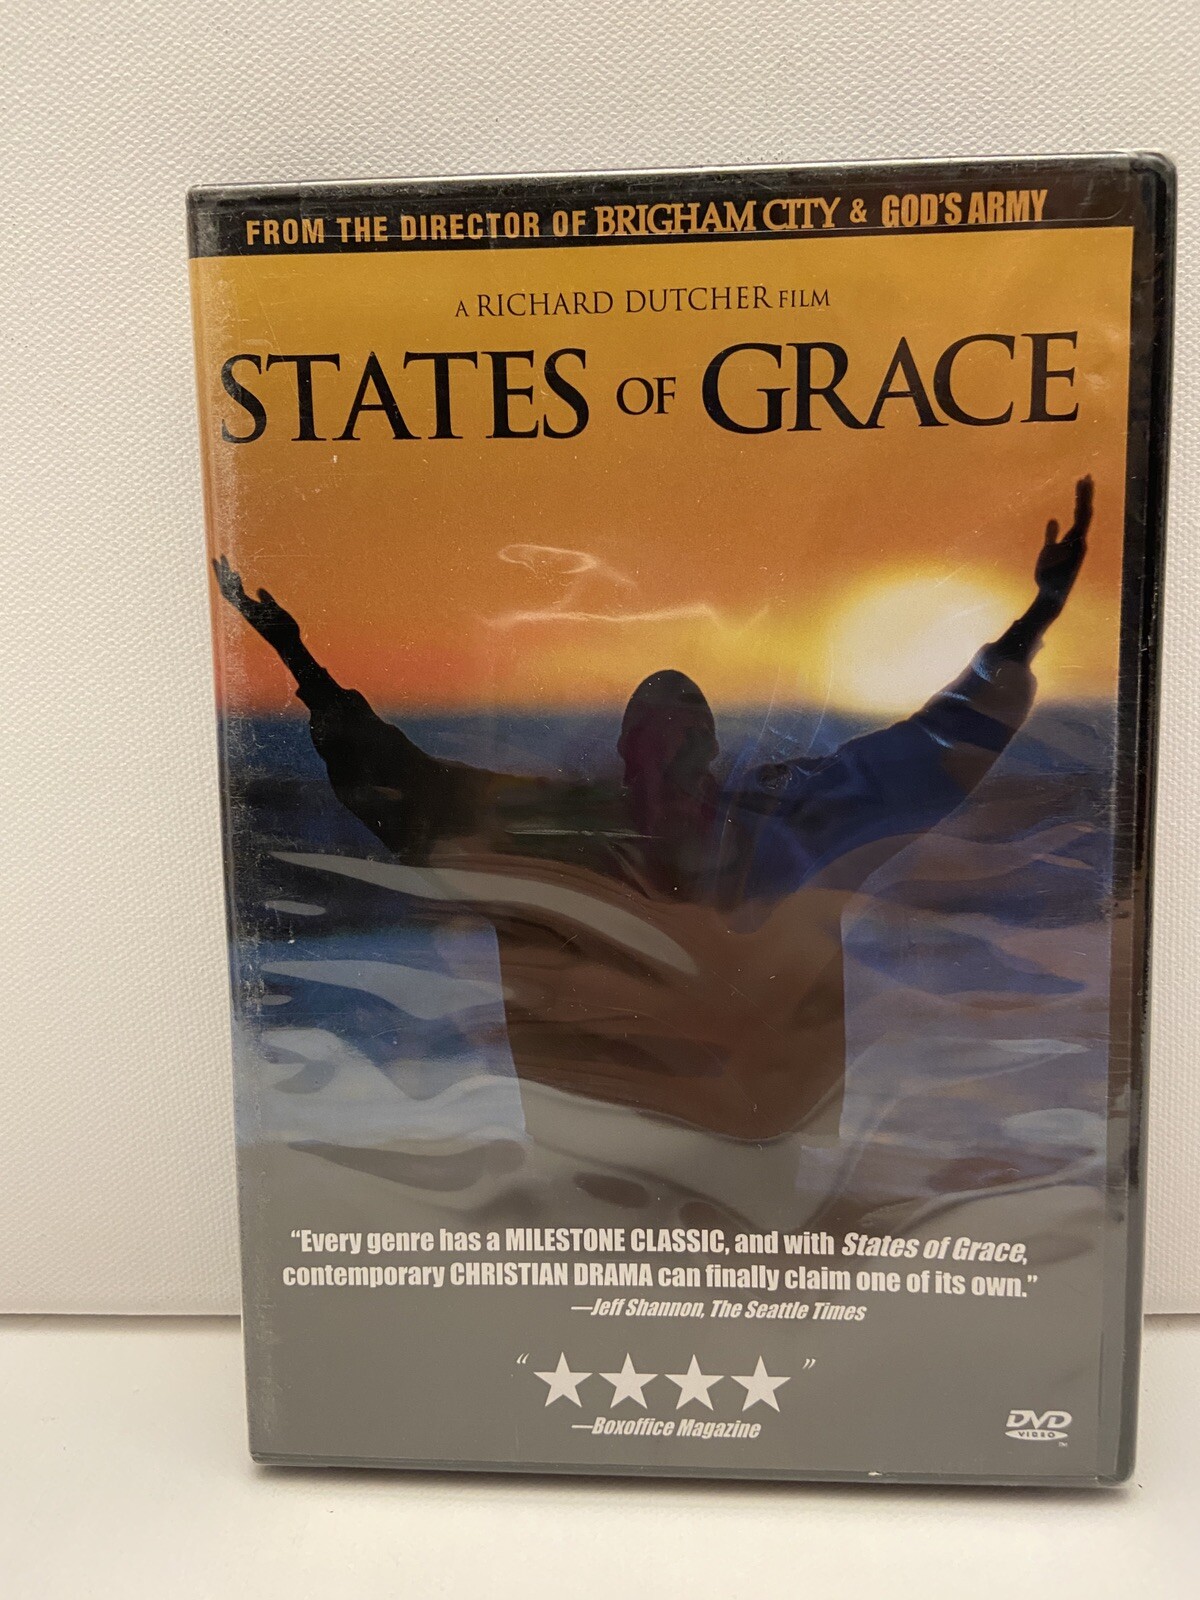 FROM THE DIRECTOR OF BRIGHAM CITY & GOD'S ARMY
A RICHARD DUTCHER FILM
STATES OF GRACE
“Every genre has a MILESTONE CLASSIC, and with States of Grace,
contemporary CHRISTIAN DRAMA can finally claim one of its own.”
—Jeff Shannon, The Seattle Times
“★★★★”
—Boxoffice Magazine
DVD
VIDEO
™